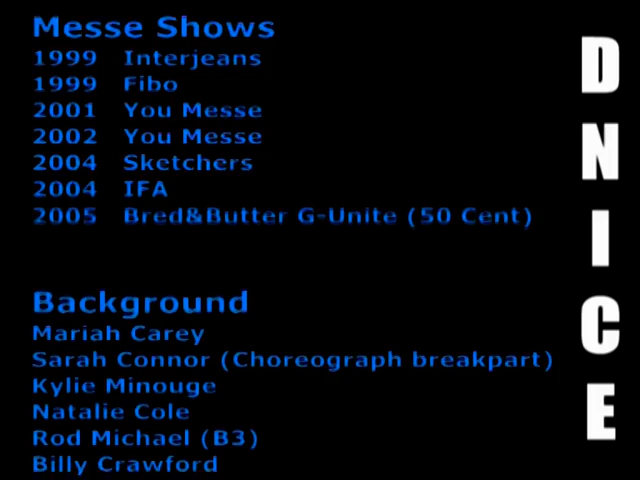 Messe Shows
1999 Interjeans
1999 Fibo
2001 You Messe
2002 You Messe
2004 Sketchers
2004 IFA
2005 Bred&Butter G-Unite (50 Cent)
Background
Mariah Carey
Sarah Connor (Choreograph breakpart)
Kylie Minouge
Natalie Cole
Rod Michael (B3)
Billy Crawford
DNICE